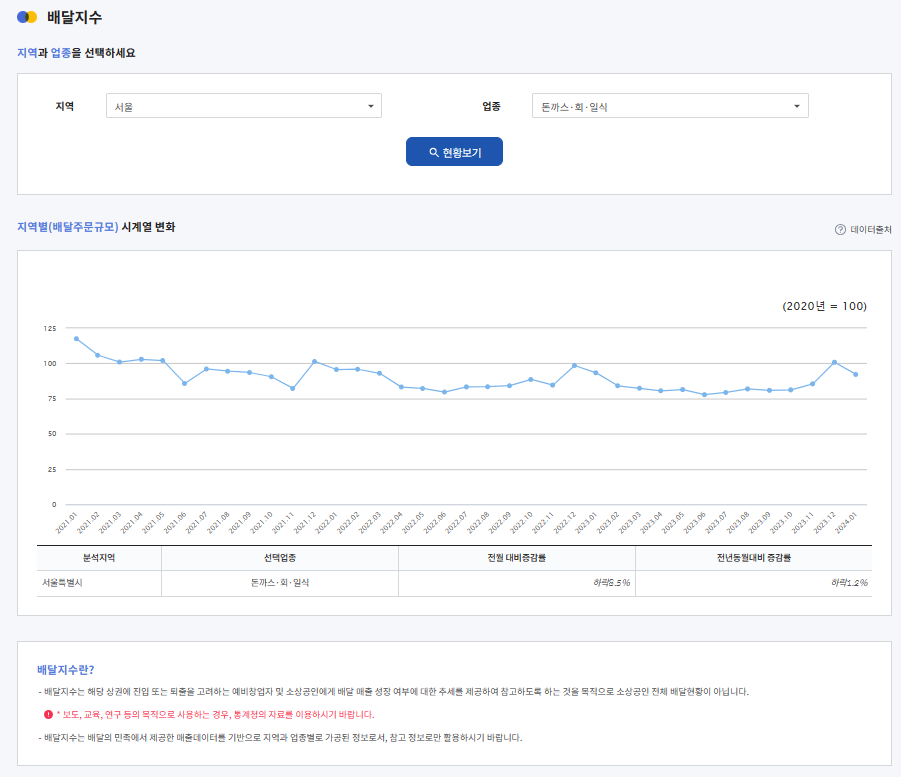 배달지수
지역과 업종을 선택하세요
지역 서울 업종 돈까스·회·일식
현황보기
지역별(배달주문규모) 시계열 변화
데이터출처
(2020년 = 100)
125
100
75
50
25
0
2021.01 2021.02 2021.03 2021.04 2021.05 2021.06 2021.07 2021.08 2021.09 2021.10 2021.11 2021.12 2022.01 2022.02 2022.03 2022.04 2022.05 2022.06 2022.07 2022.08 2022.09 2022.10 2022.11 2022.12 2023.01 2023.02 2023.03 2023.04 2023.05 2023.06 2023.07 2023.08 2023.09 2023.10 2023.11 2023.12 2024.01
분석지역 선택업종 전월 대비증감률 전년동월대비 증감률
서울특별시 돈까스·회·일식 하락8.5% 하락1.2%
배달지수란?
- 배달지수는 해당 상권에 진입 또는 퇴출을 고려하는 예비창업자 및 소상공인에게 배달 매출 성장 여부에 대한 추세를 제공하여 참고하도록 하는 것을 목적으로 소상공인 전체 배달현황이 아닙니다.
* 보도, 교육, 연구 등의 목적으로 사용하는 경우, 통계청의 자료를 이용하시기 바랍니다.
- 배달지수는 배달의 민족에서 제공한 매출데이터를 기반으로 지역과 업종별로 가공된 정보로서, 참고 정보로만 활용하시기 바랍니다.